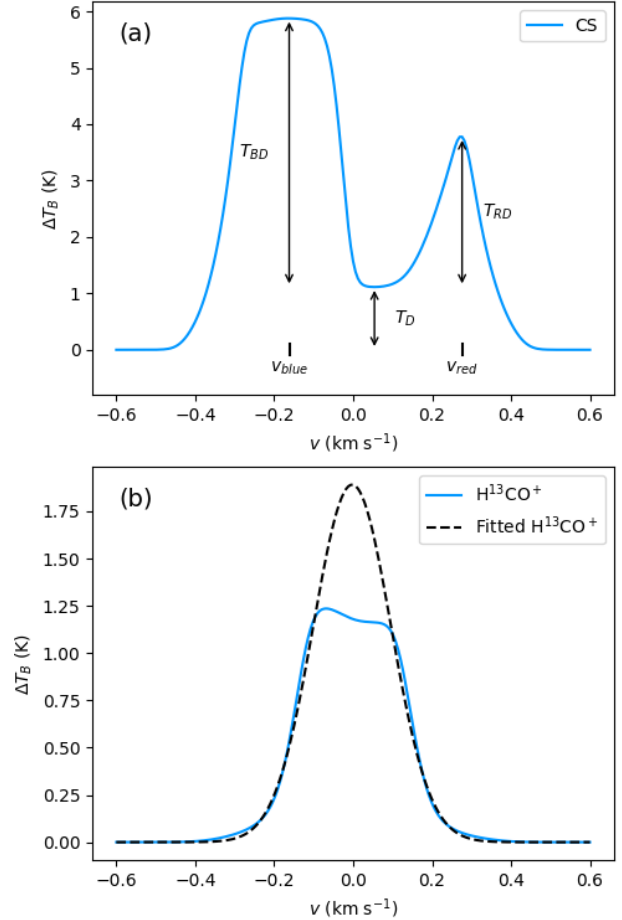 (a)
CS
6
5
4
3
2
1
0
ΔT_B (K)
T_BD
T_RD
T_D
v_blue
v_red
−0.6 −0.4 −0.2 0.0 0.2 0.4 0.6
v (km s⁻¹)
(b)
H¹³CO⁺
Fitted H¹³CO⁺
1.75
1.50
1.25
1.00
0.75
0.50
0.25
0.00
ΔT_B (K)
−0.6 −0.4 −0.2 0.0 0.2 0.4 0.6
v (km s⁻¹)